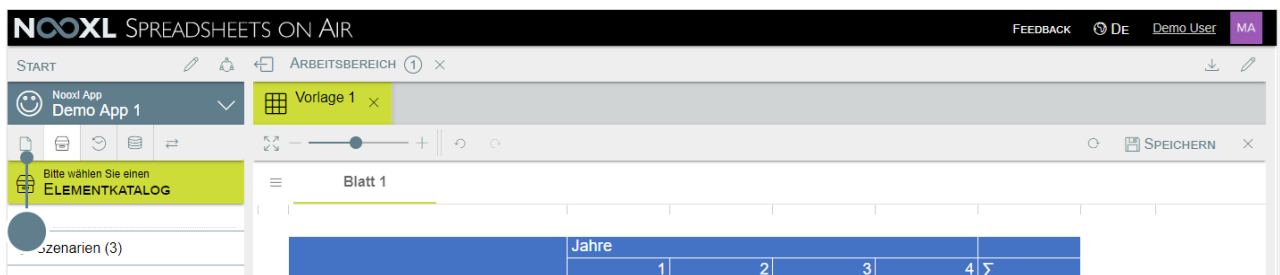 NOOXL SPREADSHEETS ON AIR
FEEDBACK DE Demo User MA
START ARBEITSBEREICH 1
Nooxl App
Demo App 1
Vorlage 1
SPEICHERN
Bitte wählen Sie einen
ELEMENTKATALOG
Blatt 1
Szenarien (3)
Jahre
1 2 3 4 Σ